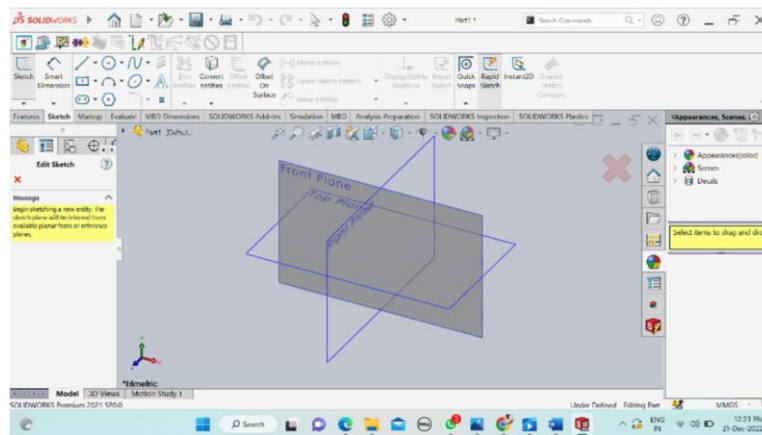 SOLIDWORKS
Part1 *
Search Commands
Sketch
Smart Dimension
Trim Entities
Convert Entities
Offset Entities
Offset On Surface
Mirror Entities
Linear Sketch Pattern
Move Entities
Display/Delete Relations
Repair Sketch
Quick Snaps
Rapid Sketch
Instant2D
Shaded Sketch Contours
Features Sketch Markup Evaluate MBD Dimensions SOLIDWORKS Add-Ins Simulation MBD Analysis Preparation SOLIDWORKS Inspection SOLIDWORKS Plastics
Part1 (Defaul...
Edit Sketch
Message
Begin sketching a new entity. The
sketch plane will be inferred from
available planar faces or reference
planes.
Front Plane
Top Plane
Right Plane
*Trimetric
Appearances, Scenes,
Appearances(color)
Scenes
Decals
Select items to drag and dro
Model 3D Views Motion Study 1
SOLIDWORKS Premium 2021 SP0.0
Under Defined Editing Part MMGS
Search
DELL
ENG
IN
12:23 PM
21-Dec-2022